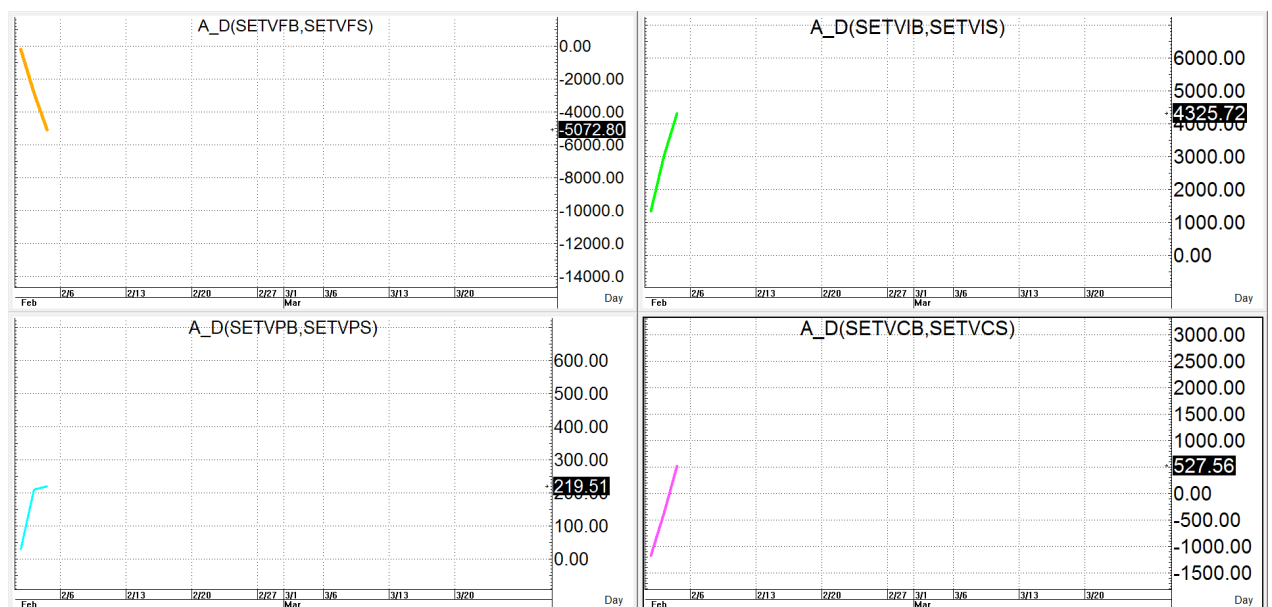 A_D(SETVFB,SETVFS)
0.00
-2000.00
-4000.00
-5072.80
-6000.00
-8000.00
-10000.0
-12000.0
-14000.0
2/6 2/13 2/20 2/27 3/1 3/6 3/13 3/20
Feb Mar Day
A_D(SETVIB,SETVIS)
6000.00
5000.00
4325.72
4000.00
3000.00
2000.00
1000.00
0.00
2/6 2/13 2/20 2/27 3/1 3/6 3/13 3/20
Feb Mar Day
A_D(SETVPB,SETVPS)
600.00
500.00
400.00
300.00
219.51
200.00
100.00
0.00
2/6 2/13 2/20 2/27 3/1 3/6 3/13 3/20
Feb Mar Day
A_D(SETVCB,SETVCS)
3000.00
2500.00
2000.00
1500.00
1000.00
527.56
0.00
-500.00
-1000.00
-1500.00
2/6 2/13 2/20 2/27 3/1 3/6 3/13 3/20
Feb Mar Day